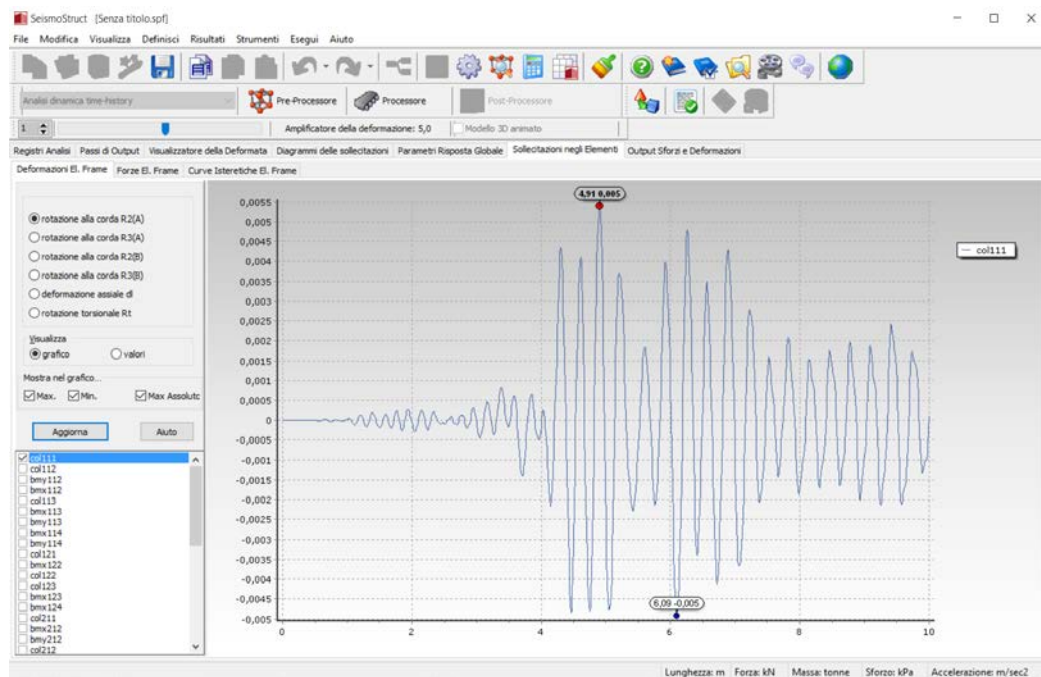 SeismoStruct [Senza titolo.spf]
File Modifica Visualizza Definisci Risultati Strumenti Esegui Aiuto
Analisi dinamica time-history Pre-Processore Processore Post-Processore
1 Amplificatore della deformazione: 5,0 Modello 3D animato
Registri Analisi Passi di Output Visualizzatore della Deformata Diagrammi delle sollecitazioni Parametri Risposta Globale Sollecitazioni negli Elementi Output Sforzi e Deformazioni
Deformazioni El. Frame Forze El. Frame Curve Isteretiche El. Frame
rotazione alla corda R2(A)
rotazione alla corda R3(A)
rotazione alla corda R2(B)
rotazione alla corda R3(B)
deformazione assiale dl
rotazione torsionale Rt
Visualizza
grafico valori
Mostra nel grafico...
Max. Min. Max Assolutc
Aggiorna Aiuto
col111
col112
bmy112
bmx112
col113
bmx113
bmy113
bmx114
bmy114
col121
bmx122
col122
col123
bmx123
bmx124
col211
bmx212
bmy212
col212
4,91 0,005
0,0055
0,005
0,0045
0,004
0,0035
0,003
0,0025
0,002
0,0015
0,001
0,0005
0
-0,0005
-0,001
-0,0015
-0,002
-0,0025
-0,003
-0,0035
-0,004
-0,0045
-0,005
6,09 -0,005
0 2 4 6 8 10
col111
Lunghezza: m Forza: kN Massa: tonne Sforzo: kPa Accelerazione: m/sec2